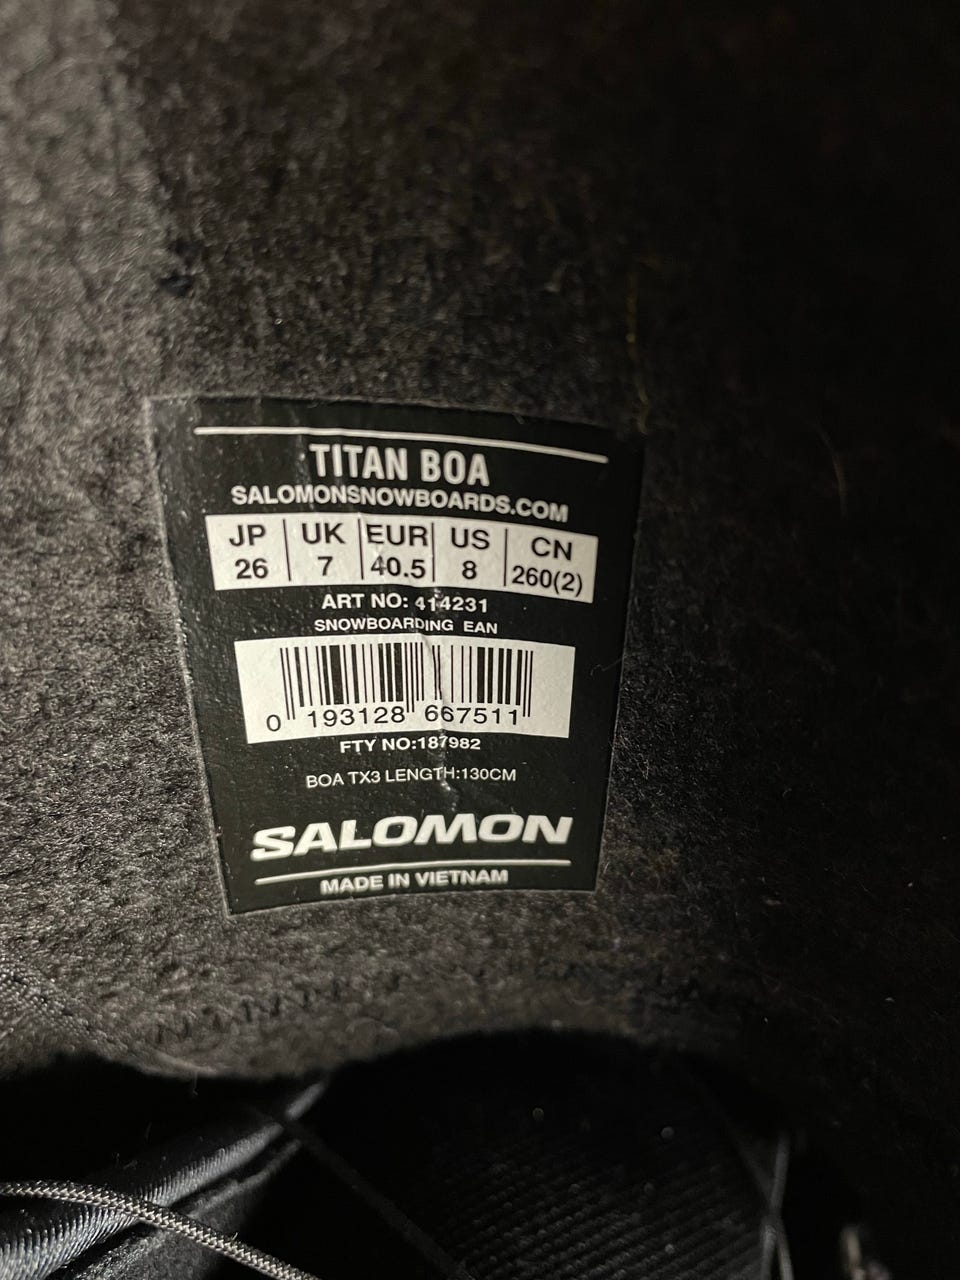 TITAN BOA
SALOMONSNOWBOARDS.COM
JP UK EUR US CN
26 7 40.5 8 260(2)
ART NO: 414231
SNOWBOARDING EAN
0 193128 667511
FTY NO:187982
BOA TX3 LENGTH:130CM
SALOMON
MADE IN VIETNAM